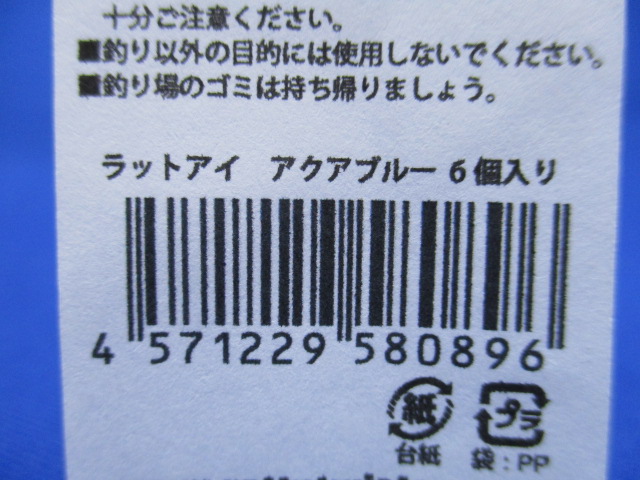 十分ご注意ください。
■釣り以外の目的には使用しないでください。
■釣り場のゴミは持ち帰りましょう。
ラットアイ　アクアブルー 6個入り
4 571229 580896
紙 プラ
台紙 袋:PP